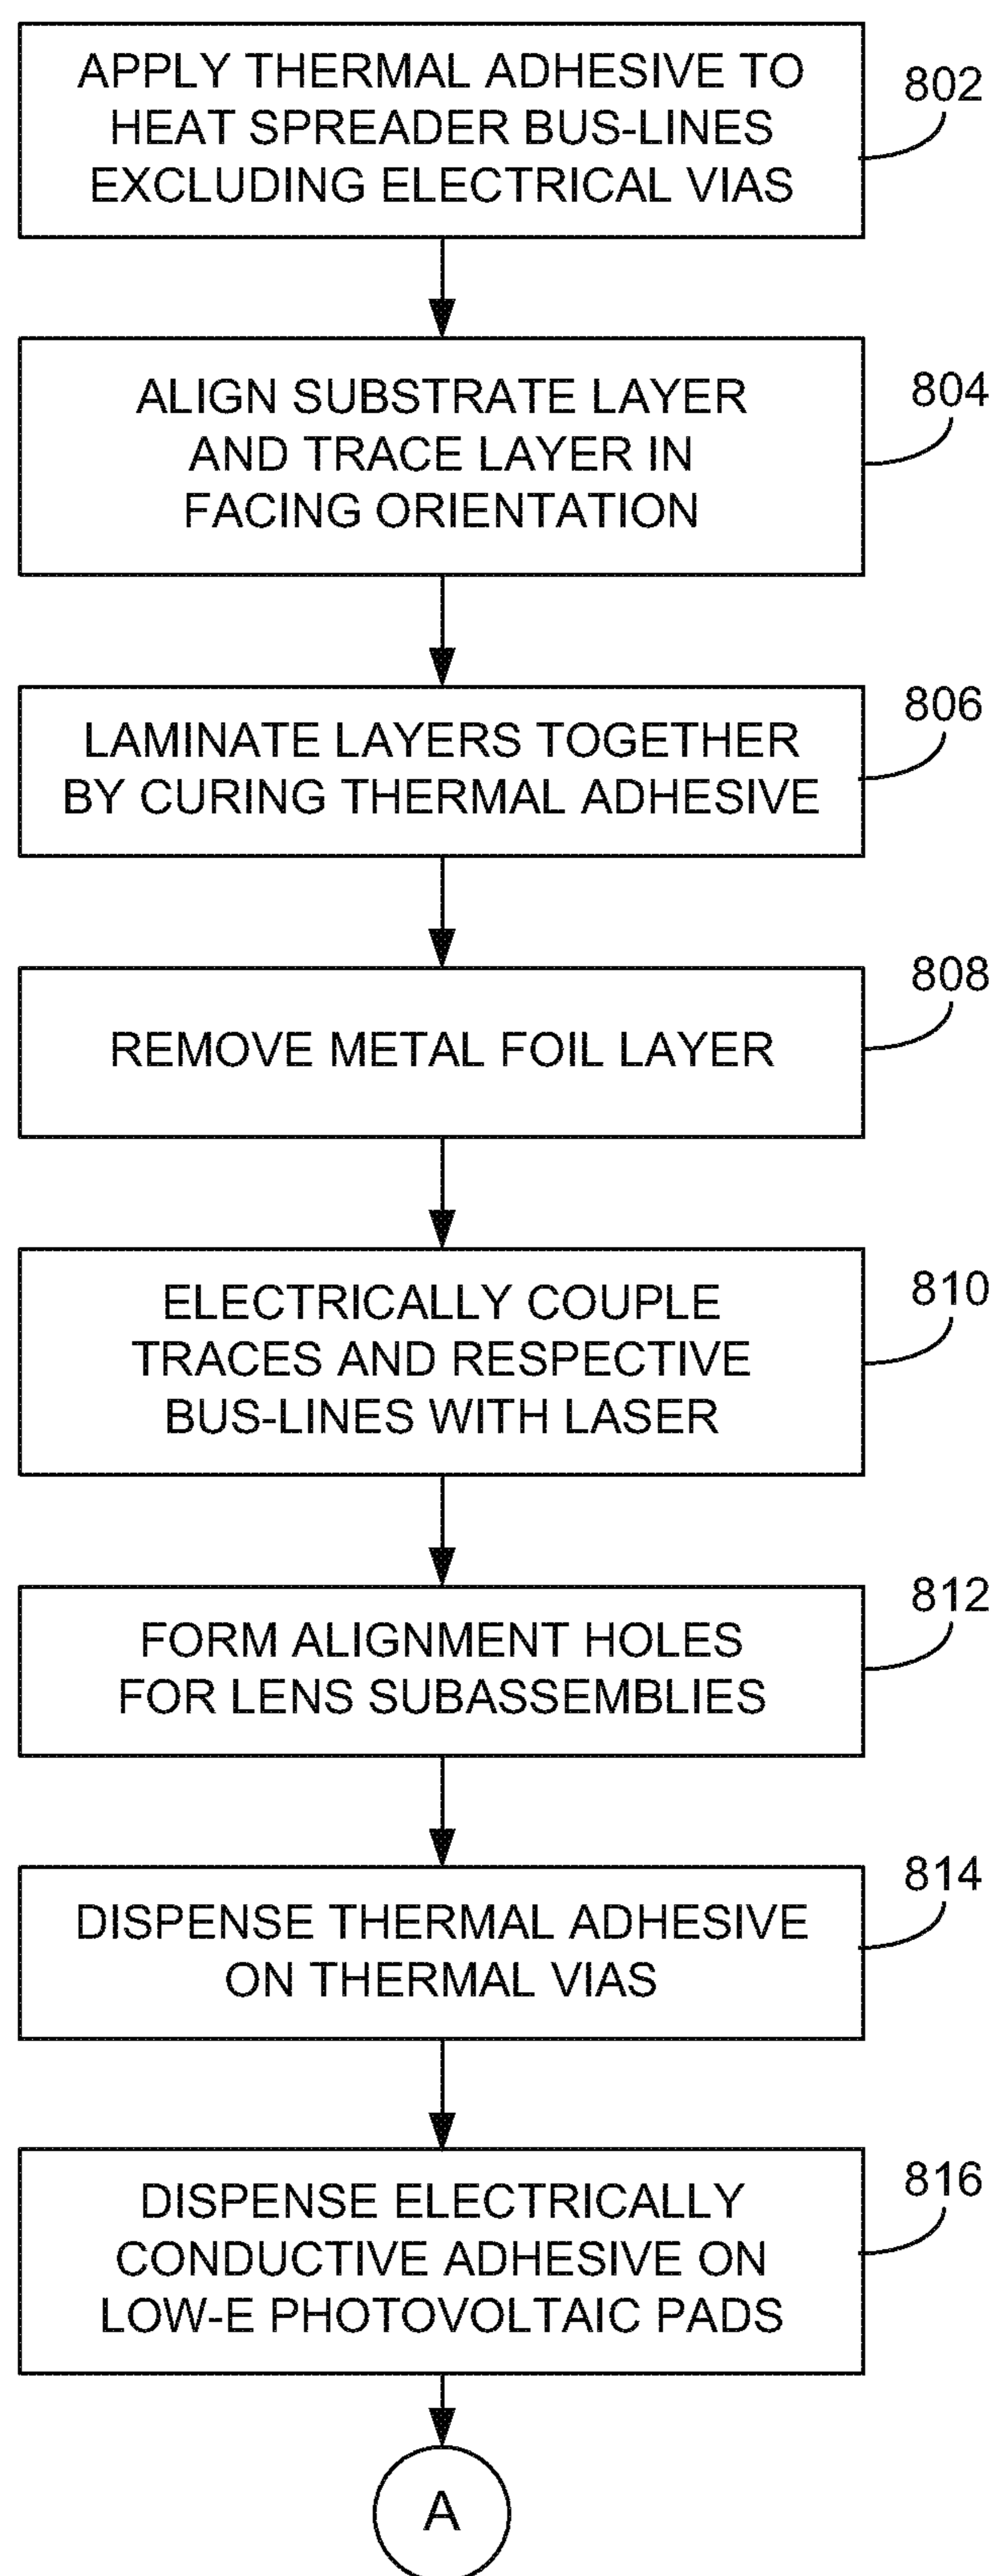 APPLY THERMAL ADHESIVE TO
HEAT SPREADER BUS-LINES
EXCLUDING ELECTRICAL VIAS
802
ALIGN SUBSTRATE LAYER
AND TRACE LAYER IN
FACING ORIENTATION
804
LAMINATE LAYERS TOGETHER
BY CURING THERMAL ADHESIVE
806
REMOVE METAL FOIL LAYER
808
ELECTRICALLY COUPLE
TRACES AND RESPECTIVE
BUS-LINES WITH LASER
810
FORM ALIGNMENT HOLES
FOR LENS SUBASSEMBLIES
812
DISPENSE THERMAL ADHESIVE
ON THERMAL VIAS
814
DISPENSE ELECTRICALLY
CONDUCTIVE ADHESIVE ON
LOW-E PHOTOVOLTAIC PADS
816
A